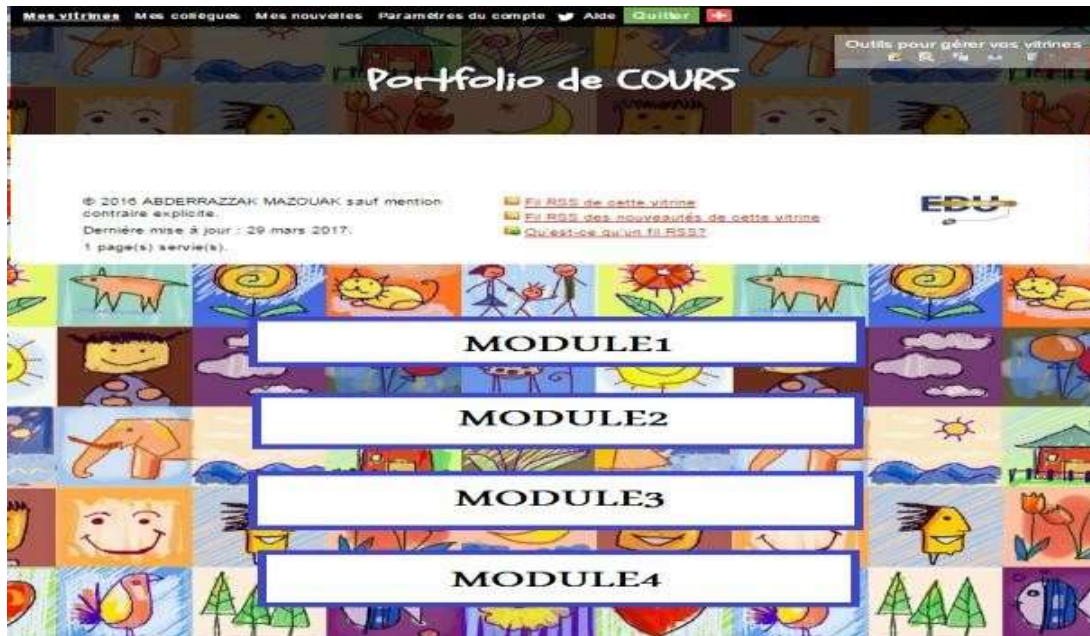 Mes vitrines Mes collègues Mes nouvelles Paramètres du compte Aide Quitter
Outils pour gérer vos vitrines
Portfolio de COURS
© 2016 ABDERRAZZAK MAZOUAK sauf mention
contraire explicite.
Dernière mise à jour : 29 mars 2017.
1 page(s) servie(s).
Fil RSS de cette vitrine
Fil RSS des nouveautés de cette vitrine
Qu'est-ce qu'un fil RSS?
EDU
MODULE1
MODULE2
MODULE3
MODULE4